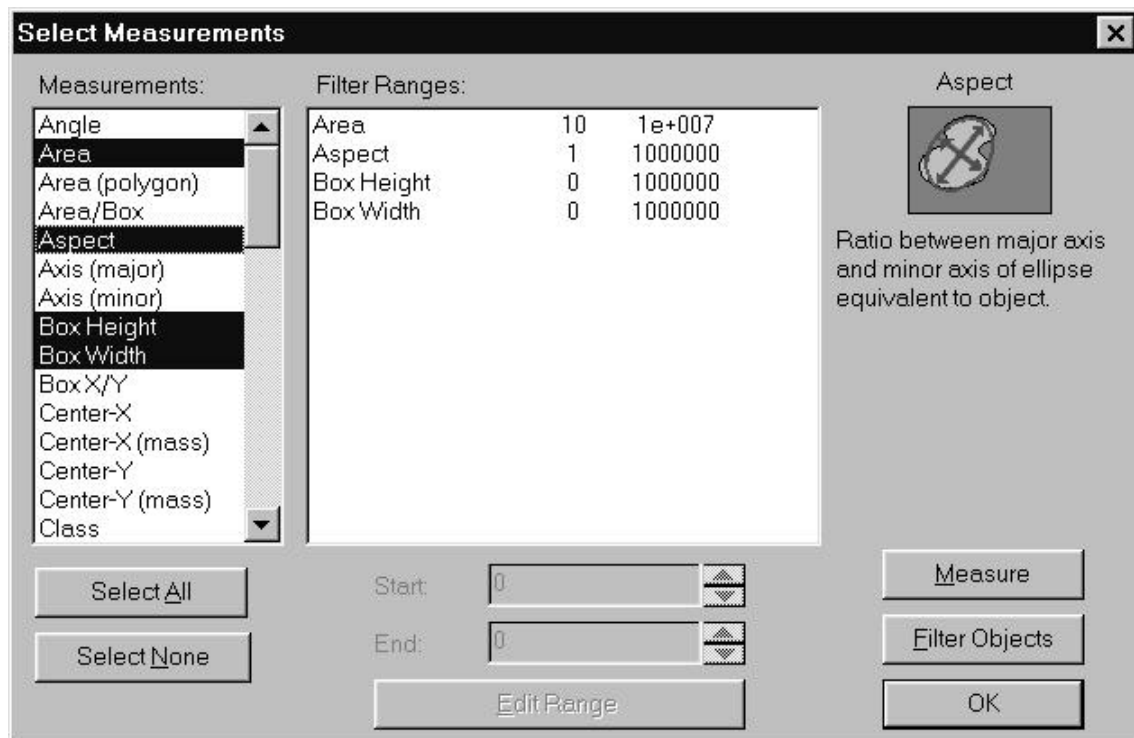 Select Measurements
Measurements:
Angle
Area
Area (polygon)
Area/Box
Aspect
Axis (major)
Axis (minor)
Box Height
Box Width
Box X/Y
Center-X
Center-X (mass)
Center-Y
Center-Y (mass)
Class
Select All
Select None
Filter Ranges:
Area 10 1e+007
Aspect 1 1000000
Box Height 0 1000000
Box Width 0 1000000
Start: 0
End: 0
Edit Range
Aspect
Ratio between major axis
and minor axis of ellipse
equivalent to object.
Measure
Filter Objects
OK